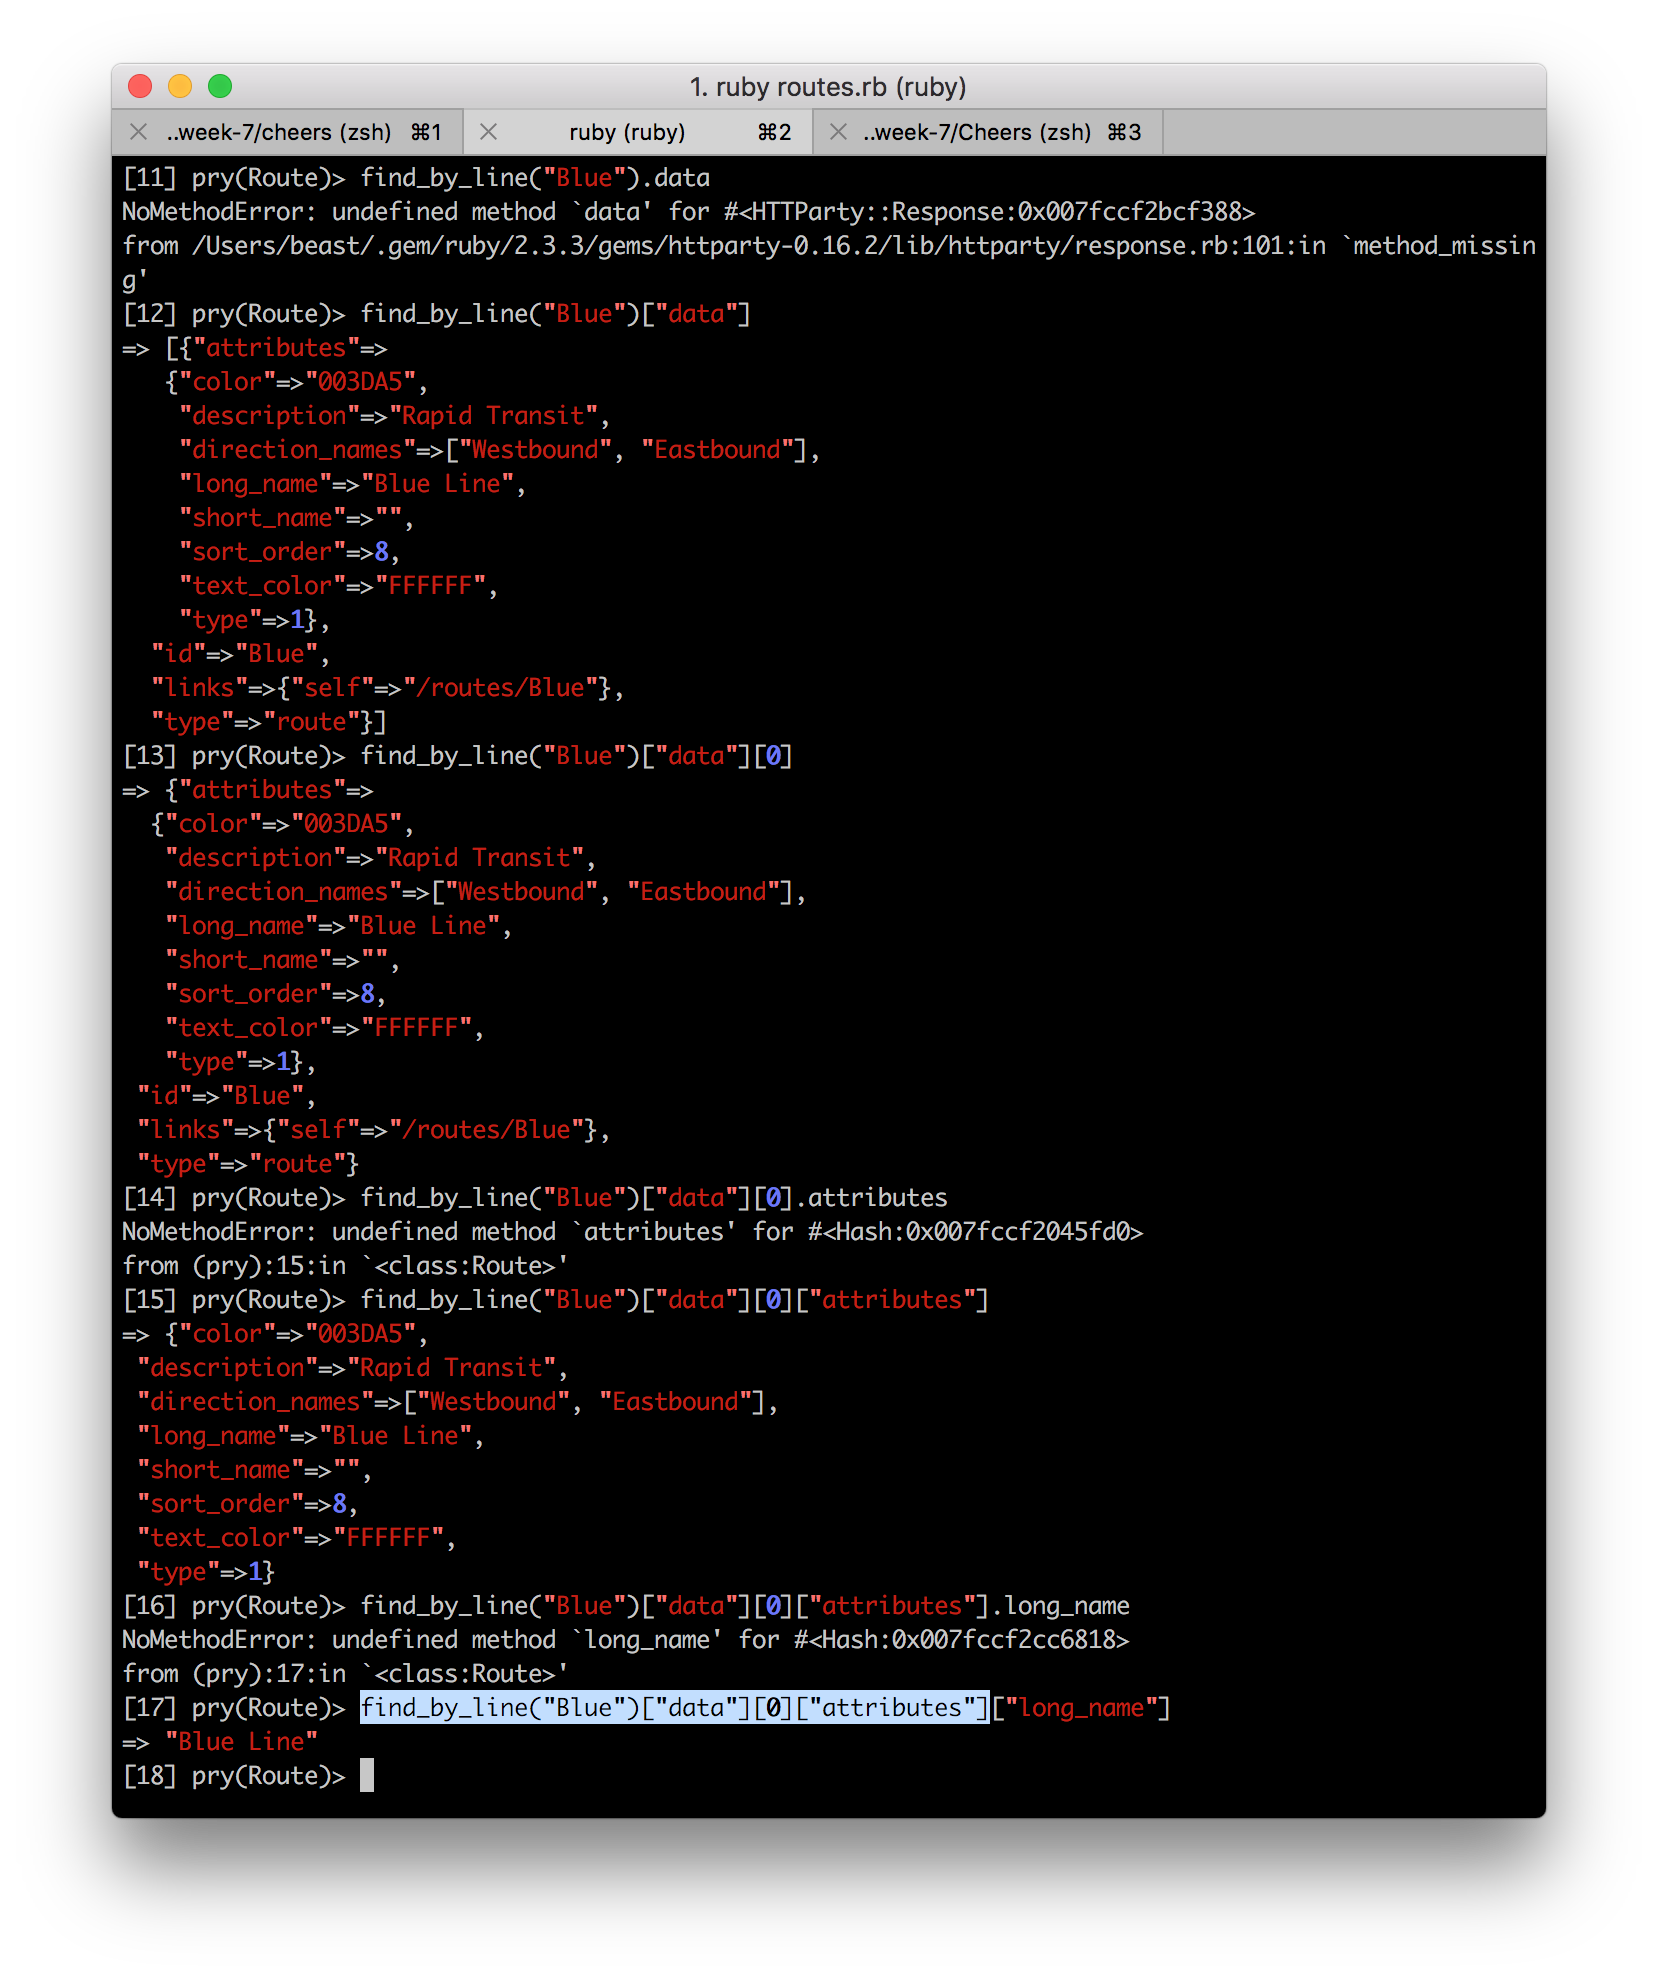 1. ruby routes.rb (ruby)
..week-7/cheers (zsh) ⌘1 ruby (ruby) ⌘2 ..week-7/Cheers (zsh) ⌘3
[11] pry(Route)> find_by_line("Blue").data
NoMethodError: undefined method `data' for #<HTTParty::Response:0x007fccf2bcf388>
from /Users/beast/.gem/ruby/2.3.3/gems/httparty-0.16.2/lib/httparty/response.rb:101:in `method_missin
g'
[12] pry(Route)> find_by_line("Blue")["data"]
=> [{"attributes"=>
   {"color"=>"003DA5",
    "description"=>"Rapid Transit",
    "direction_names"=>["Westbound", "Eastbound"],
    "long_name"=>"Blue Line",
    "short_name"=>"",
    "sort_order"=>8,
    "text_color"=>"FFFFFF",
    "type"=>1},
  "id"=>"Blue",
  "links"=>{"self"=>"/routes/Blue"},
  "type"=>"route"}]
[13] pry(Route)> find_by_line("Blue")["data"][0]
=> {"attributes"=>
  {"color"=>"003DA5",
   "description"=>"Rapid Transit",
   "direction_names"=>["Westbound", "Eastbound"],
   "long_name"=>"Blue Line",
   "short_name"=>"",
   "sort_order"=>8,
   "text_color"=>"FFFFFF",
   "type"=>1},
 "id"=>"Blue",
 "links"=>{"self"=>"/routes/Blue"},
 "type"=>"route"}
[14] pry(Route)> find_by_line("Blue")["data"][0].attributes
NoMethodError: undefined method `attributes' for #<Hash:0x007fccf2045fd0>
from (pry):15:in `<class:Route>'
[15] pry(Route)> find_by_line("Blue")["data"][0]["attributes"]
=> {"color"=>"003DA5",
 "description"=>"Rapid Transit",
 "direction_names"=>["Westbound", "Eastbound"],
 "long_name"=>"Blue Line",
 "short_name"=>"",
 "sort_order"=>8,
 "text_color"=>"FFFFFF",
 "type"=>1}
[16] pry(Route)> find_by_line("Blue")["data"][0]["attributes"].long_name
NoMethodError: undefined method `long_name' for #<Hash:0x007fccf2cc6818>
from (pry):17:in `<class:Route>'
[17] pry(Route)> find_by_line("Blue")["data"][0]["attributes"]["long_name"]
=> "Blue Line"
[18] pry(Route)>